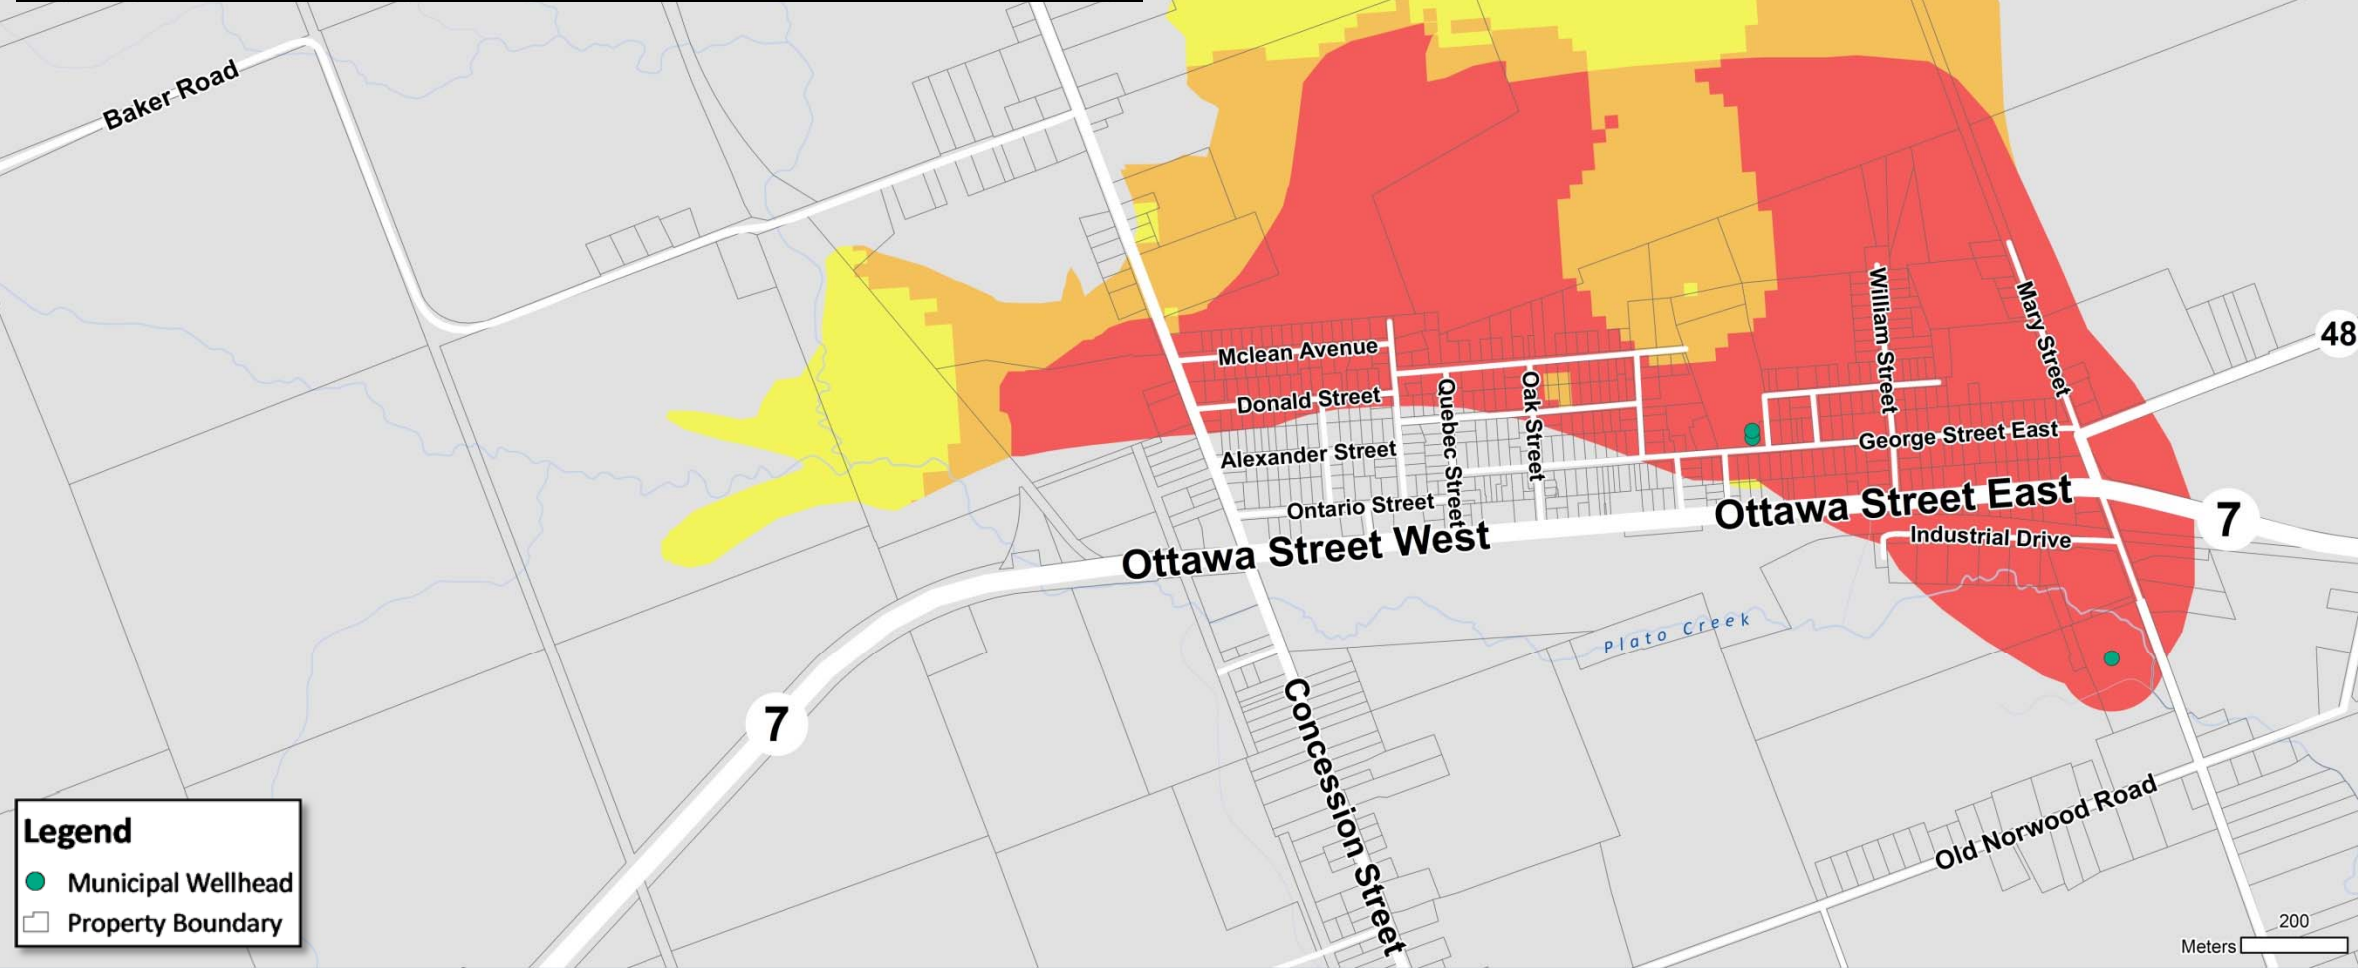 Baker Road
48
Mclean Avenue
Donald Street
Alexander Street
Ontario Street
Quebec Street
Oak Street
William Street
Mary Street
George Street East
Ottawa Street East
Ottawa Street West
Industrial Drive
7
7
Plato Creek
Concession Street
Old Norwood Road
Legend
Municipal Wellhead
Property Boundary
200
Meters